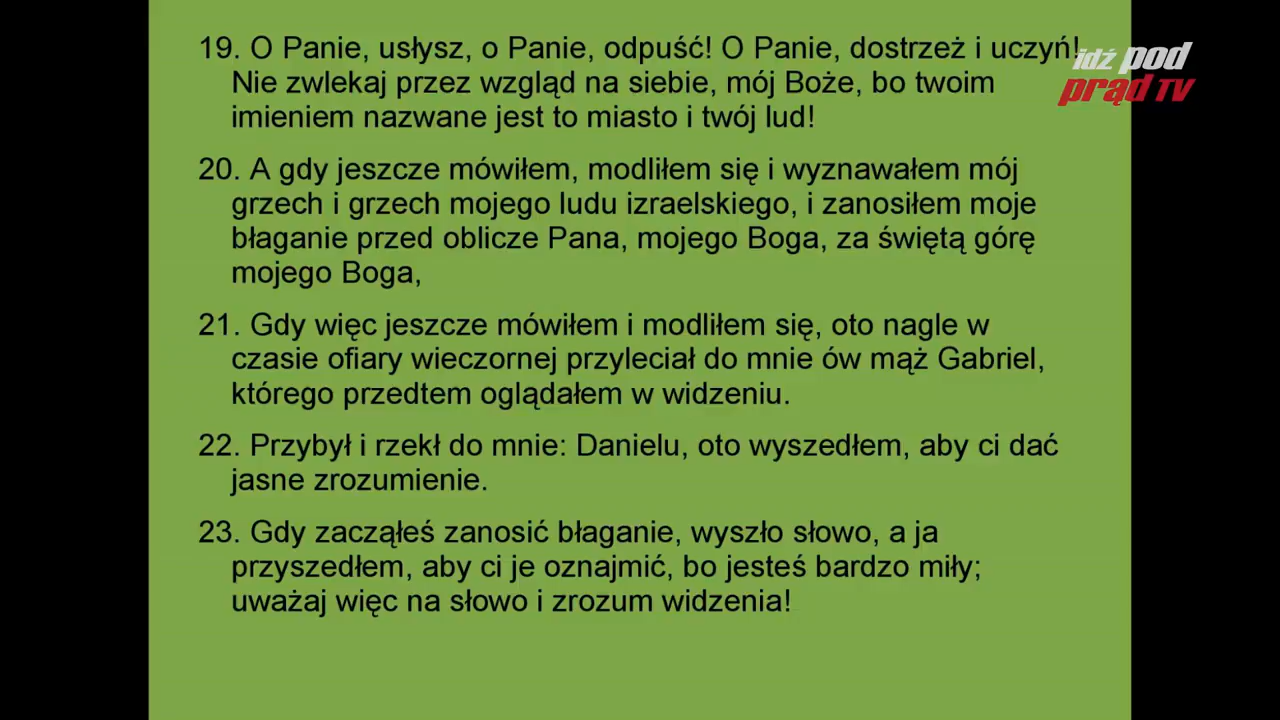 19. O Panie, usłysz, o Panie, odpuść! O Panie, dostrzeż i uczyń!
Nie zwlekaj przez wzgląd na siebie, mój Boże, bo twoim
imieniem nazwane jest to miasto i twój lud!
20. A gdy jeszcze mówiłem, modliłem się i wyznawałem mój
grzech i grzech mojego ludu izraelskiego, i zanosiłem moje
błaganie przed oblicze Pana, mojego Boga, za świętą górę
mojego Boga,
21. Gdy więc jeszcze mówiłem i modliłem się, oto nagle w
czasie ofiary wieczornej przyleciał do mnie ów mąż Gabriel,
którego przedtem oglądałem w widzeniu.
22. Przybył i rzekł do mnie: Danielu, oto wyszedłem, aby ci dać
jasne zrozumienie.
23. Gdy zacząłeś zanosić błaganie, wyszło słowo, a ja
przyszedłem, aby ci je oznajmić, bo jesteś bardzo miły;
uważaj więc na słowo i zrozum widzenia!
idź pod
prąd TV